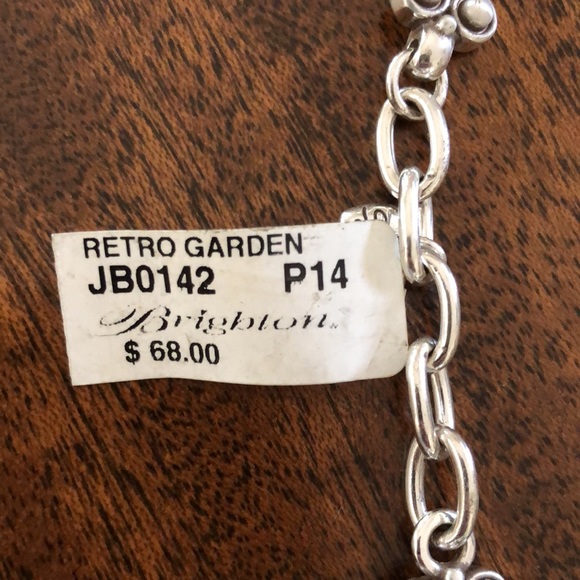 RETRO GARDEN
JB0142 P14
Brighton
$ 68.00